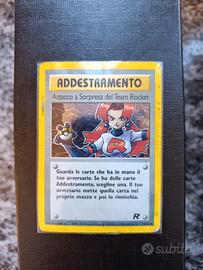 ADDESTRAMENTO
Attacco a Sorpresa del Team Rocket
Guarda le carte che ha in mano il
tuo avversario. Se ha delle carte
Addestramento, scegline una. Il tuo
avversario mette quella carta
nel proprio mazzo e poi lo rimischia.
R
subito